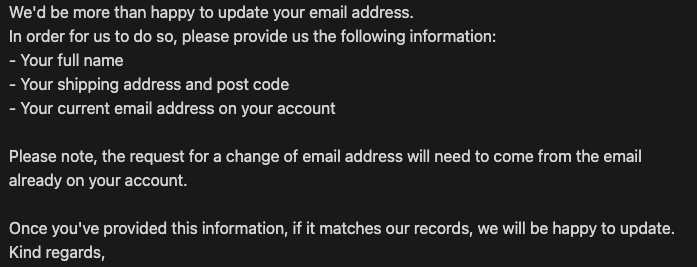 We'd be more than happy to update your email address.
In order for us to do so, please provide us the following information:
- Your full name
- Your shipping address and post code
- Your current email address on your account
Please note, the request for a change of email address will need to come from the email
already on your account.
Once you've provided this information, if it matches our records, we will be happy to update.
Kind regards,